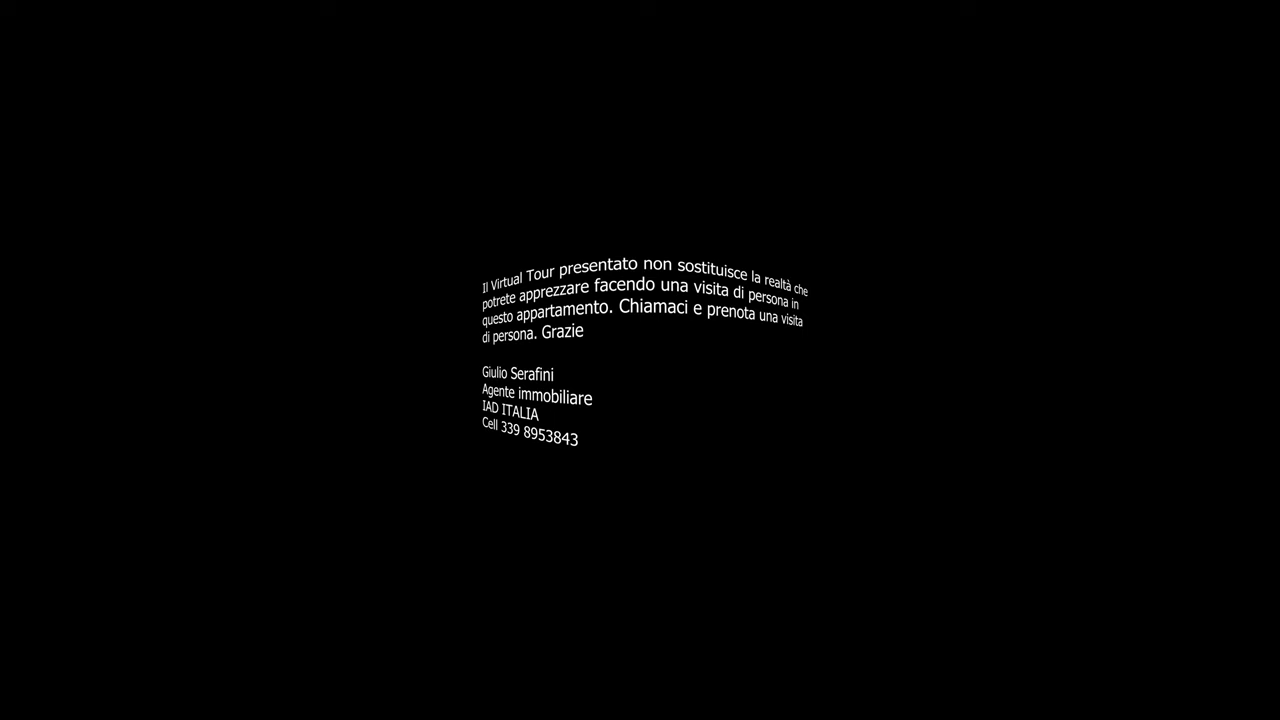 Il Virtual Tour presentato non sostituisce la realtà che
potrete apprezzare facendo una visita di persona in
questo appartamento. Chiamaci e prenota una visita
di persona. Grazie
Giulio Serafini
Agente immobiliare
IAD ITALIA
Cell 339 8953843